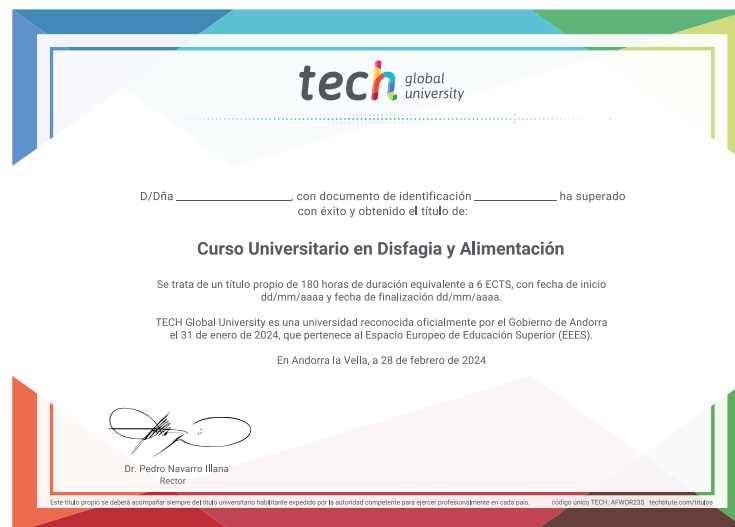 tech global university
D/Dña ____________________, con documento de identificación ______________ ha superado
con éxito y obtenido el título de:
Curso Universitario en Disfagia y Alimentación
Se trata de un título propio de 180 horas de duración equivalente a 6 ECTS, con fecha de inicio
dd/mm/aaaa y fecha de finalización dd/mm/aaaa.
TECH Global University es una universidad reconocida oficialmente por el Gobierno de Andorra
el 31 de enero de 2024, que pertenece al Espacio Europeo de Educación Superior (EEES).
En Andorra la Vella, a 28 de febrero de 2024
Dr. Pedro Navarro Illana
Rector
Este título propio se deberá acompañar siempre del título universitario habilitante expedido por la autoridad competente para ejercer profesionalmente en cada país. código único TECH: AFWOR23S techtitute.com/titulos